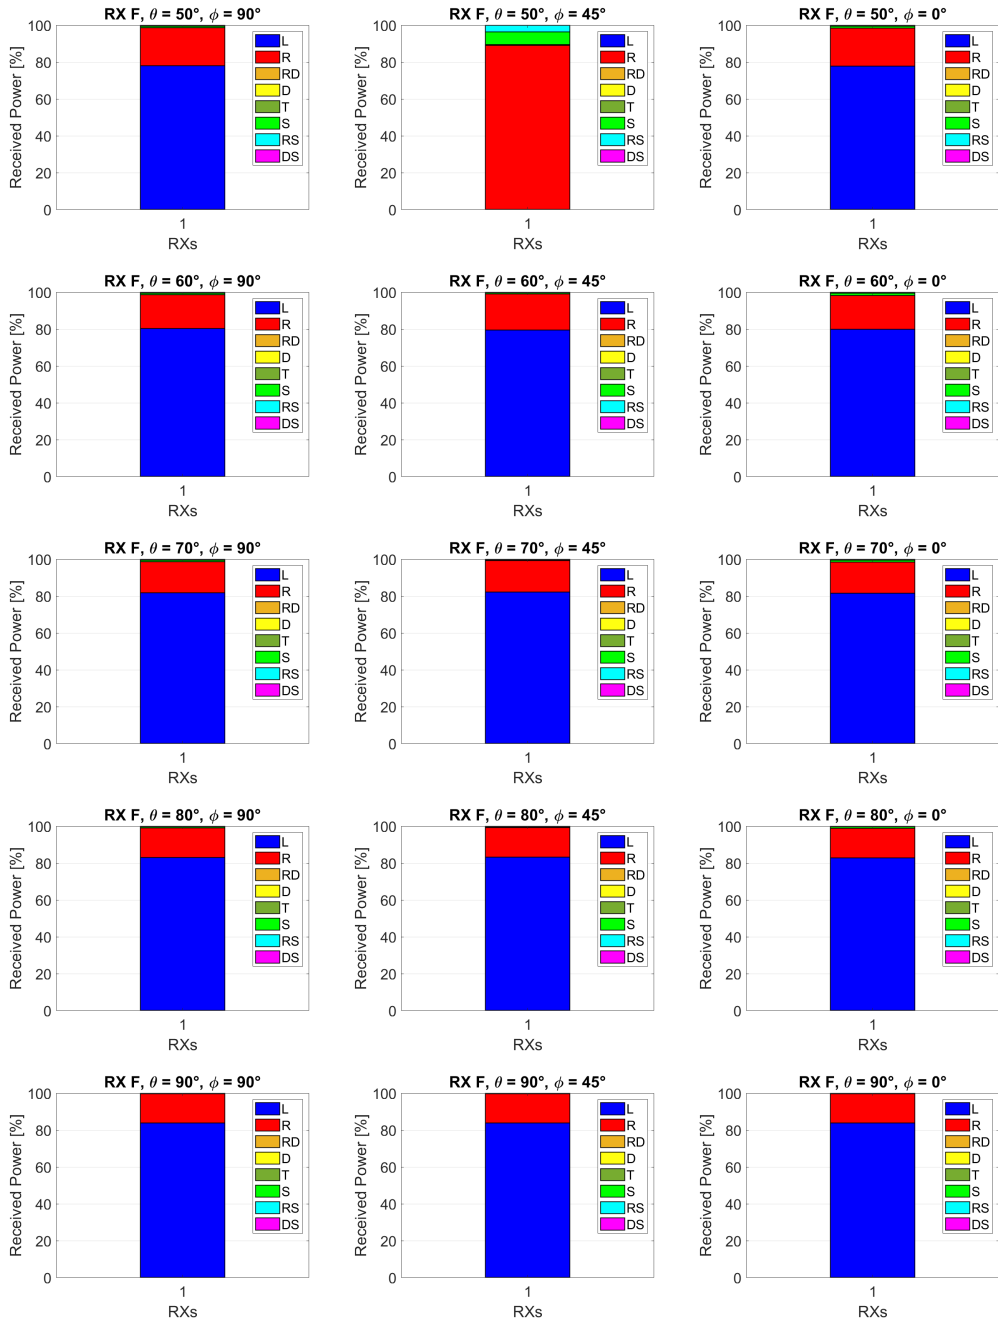 RX F, θ = 50°, ϕ = 90°
Received Power [%]
100
80
60
40
20
0
1
RXs
L
R
RD
D
T
S
RS
DS
RX F, θ = 50°, ϕ = 45°
Received Power [%]
100
80
60
40
20
0
1
RXs
L
R
RD
D
T
S
RS
DS
RX F, θ = 50°, ϕ = 0°
Received Power [%]
100
80
60
40
20
0
1
RXs
L
R
RD
D
T
S
RS
DS
RX F, θ = 60°, ϕ = 90°
Received Power [%]
100
80
60
40
20
0
1
RXs
L
R
RD
D
T
S
RS
DS
RX F, θ = 60°, ϕ = 45°
Received Power [%]
100
80
60
40
20
0
1
RXs
L
R
RD
D
T
S
RS
DS
RX F, θ = 60°, ϕ = 0°
Received Power [%]
100
80
60
40
20
0
1
RXs
L
R
RD
D
T
S
RS
DS
RX F, θ = 70°, ϕ = 90°
Received Power [%]
100
80
60
40
20
0
1
RXs
L
R
RD
D
T
S
RS
DS
RX F, θ = 70°, ϕ = 45°
Received Power [%]
100
80
60
40
20
0
1
RXs
L
R
RD
D
T
S
RS
DS
RX F, θ = 70°, ϕ = 0°
Received Power [%]
100
80
60
40
20
0
1
RXs
L
R
RD
D
T
S
RS
DS
RX F, θ = 80°, ϕ = 90°
Received Power [%]
100
80
60
40
20
0
1
RXs
L
R
RD
D
T
S
RS
DS
RX F, θ = 80°, ϕ = 45°
Received Power [%]
100
80
60
40
20
0
1
RXs
L
R
RD
D
T
S
RS
DS
RX F, θ = 80°, ϕ = 0°
Received Power [%]
100
80
60
40
20
0
1
RXs
L
R
RD
D
T
S
RS
DS
RX F, θ = 90°, ϕ = 90°
Received Power [%]
100
80
60
40
20
0
1
RXs
L
R
RD
D
T
S
RS
DS
RX F, θ = 90°, ϕ = 45°
Received Power [%]
100
80
60
40
20
0
1
RXs
L
R
RD
D
T
S
RS
DS
RX F, θ = 90°, ϕ = 0°
Received Power [%]
100
80
60
40
20
0
1
RXs
L
R
RD
D
T
S
RS
DS